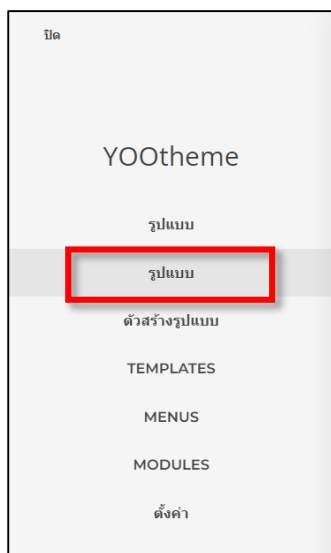 ปิด
YOOtheme
รูปแบบ
รูปแบบ
ตัวสร้างรูปแบบ
TEMPLATES
MENUS
MODULES
ตั้งค่า